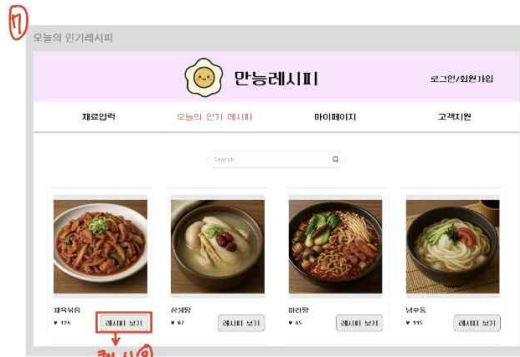 ⑦
오늘의 인기레시피
만능레시피
로그인/회원가입
재료입력 오늘의 인기 레시피 마이페이지 고객지원
Search
제육볶음 삼계탕 마라탕
♥ 124 레시피 보기 ♥ 97 레시피 보기 레시피 보기 레시피 보기